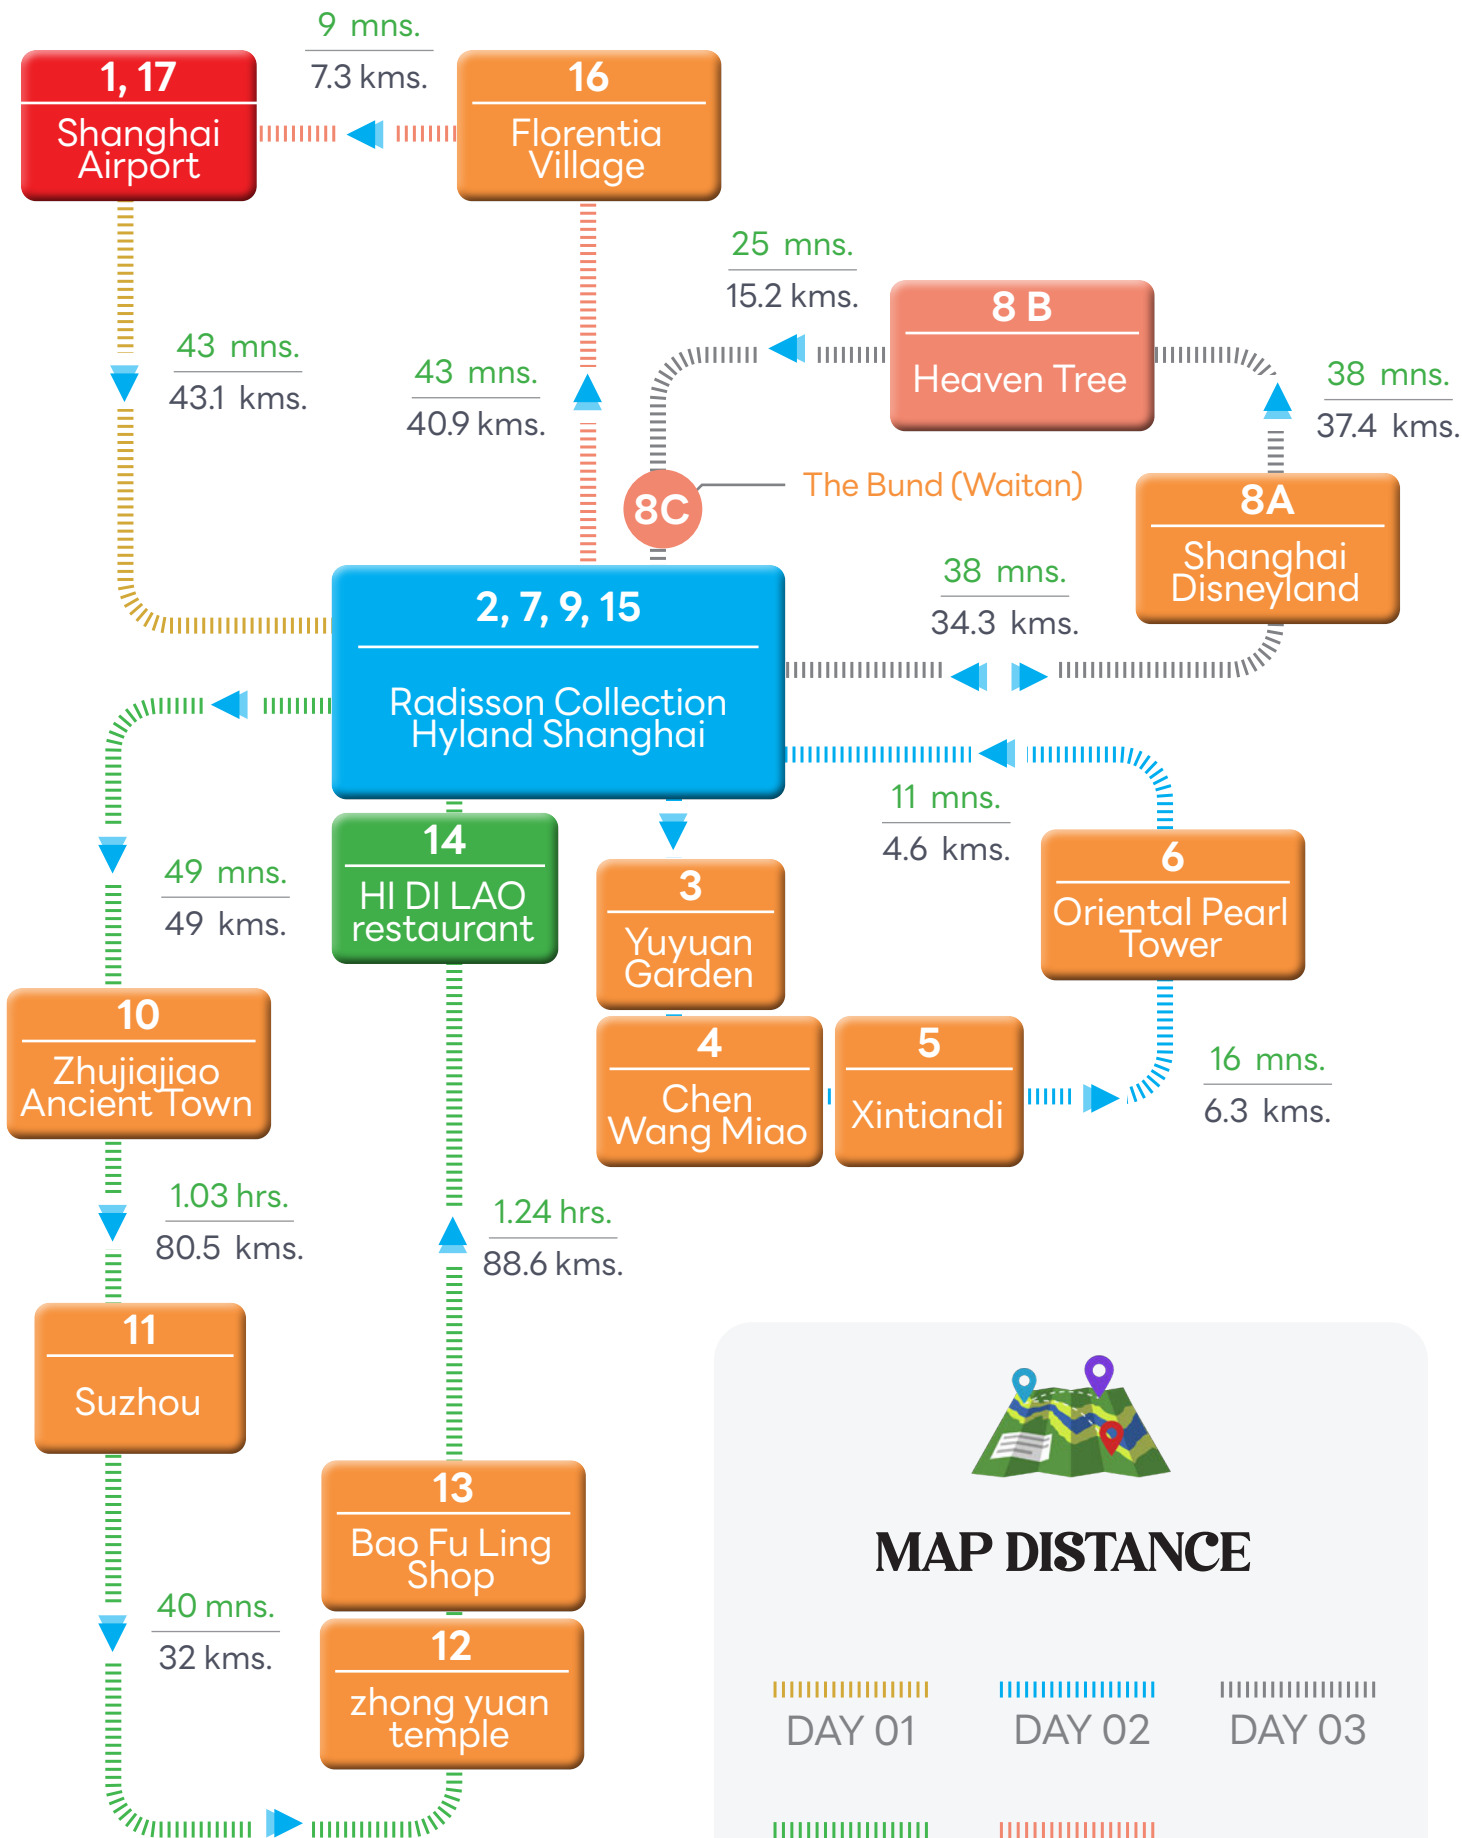 9 mns.
7.3 kms.
1, 17
Shanghai
Airport
16
Florentia
Village
25 mns.
15.2 kms.
8 B
Heaven Tree
43 mns.
43.1 kms.
43 mns.
40.9 kms.
38 mns.
37.4 kms.
8C
The Bund (Waitan)
8A
Shanghai
Disneyland
38 mns.
34.3 kms.
2, 7, 9, 15
Radisson Collection
Hyland Shanghai
11 mns.
4.6 kms.
14
HI DI LAO
restaurant
3
Yuyuan
Garden
6
Oriental Pearl
Tower
49 mns.
49 kms.
10
Zhujiajiao
Ancient Town
4
Chen
Wang Miao
5
Xintiandi
16 mns.
6.3 kms.
1.03 hrs.
80.5 kms.
1.24 hrs.
88.6 kms.
11
Suzhou
13
Bao Fu Ling
Shop
40 mns.
32 kms.
12
zhong yuan
temple
MAP DISTANCE
DAY 01
DAY 02
DAY 03